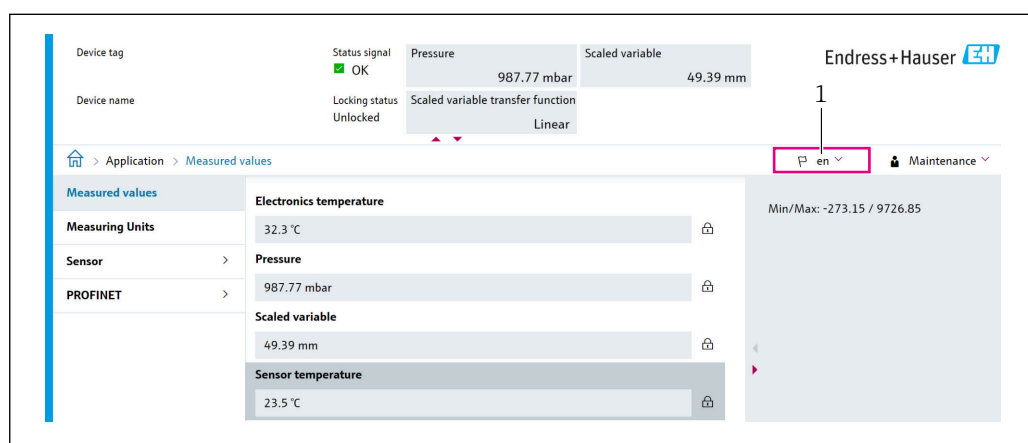 Device tag
Status signal
OK
Pressure
987.77 mbar
Scaled variable
49.39 mm
Endress+Hauser EH
Device name
Locking status
Unlocked
Scaled variable transfer function
Linear
1
> Application > Measured values
en
Maintenance
Measured values
Measuring Units
Sensor >
PROFINET >
Electronics temperature
32.3 °C
Pressure
987.77 mbar
Scaled variable
49.39 mm
Sensor temperature
23.5 °C
Min/Max: -273.15 / 9726.85